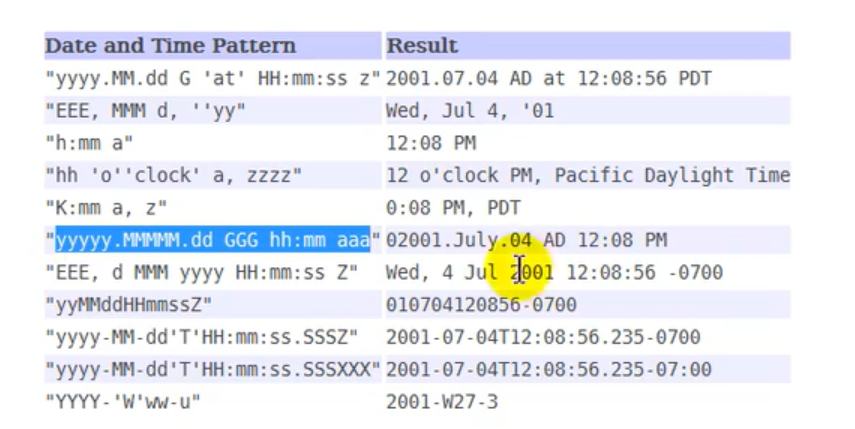 Date and Time Pattern Result
"yyyy.MM.dd G 'at' HH:mm:ss z" 2001.07.04 AD at 12:08:56 PDT
"EEE, MMM d, ''yy" Wed, Jul 4, '01
"h:mm a" 12:08 PM
"hh 'o''clock' a, zzzz" 12 o'clock PM, Pacific Daylight Time
"K:mm a, z" 0:08 PM, PDT
"yyyyy.MMMMM.dd GGG hh:mm aaa" 02001.July.04 AD 12:08 PM
"EEE, d MMM yyyy HH:mm:ss Z" Wed, 4 Jul 2001 12:08:56 -0700
"yyMMddHHmmssZ" 010704120856-0700
"yyyy-MM-dd'T'HH:mm:ss.SSSZ" 2001-07-04T12:08:56.235-0700
"yyyy-MM-dd'T'HH:mm:ss.SSSXXX" 2001-07-04T12:08:56.235-07:00
"YYYY-'W'ww-u" 2001-W27-3